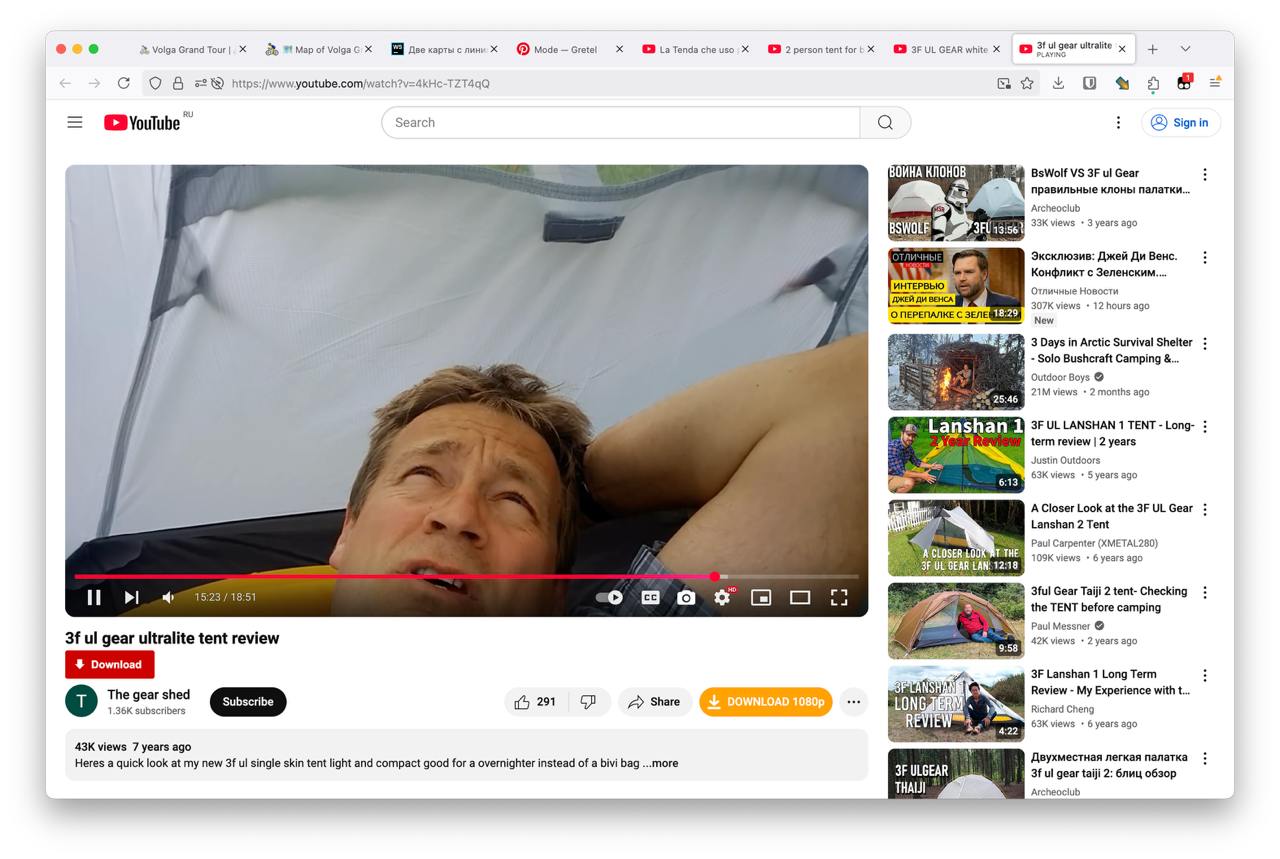 Volga Grand Tour |
Map of Volga G
Две карты с лини
Mode — Gretel
La Tenda che uso
2 person tent for b
3F UL GEAR white
3f ul gear ultralite
PLAYING
https://www.youtube.com/watch?v=4kHc-TZT4qQ
1
YouTube RU
Search
Sign in
15:23 / 18:51
CC
HD
3f ul gear ultralite tent review
Download
T
The gear shed
1.36K subscribers
Subscribe
291
Share
DOWNLOAD 1080p
43K views 7 years ago
Heres a quick look at my new 3f ul single skin tent light and compact good for a overnighter instead of a bivi bag ...more
ВОЙНА КЛОНОВ
BSWOLF
3FU
13:56
BsWolf VS 3F ul Gear
правильные клоны палатки...
Archeoclub
33K views • 3 years ago
ОТЛИЧНЫЕ
НОВОСТИ
ИНТЕРВЬЮ
ДЖЕЙ ДИ ВЕНСА
О ПЕРЕПАЛКЕ С ЗЕЛЕ
18:29
Эксклюзив: Джей Ди Венс.
Конфликт с Зеленским....
Отличные Новости
307K views • 12 hours ago
New
25:46
3 Days in Arctic Survival Shelter
- Solo Bushcraft Camping &...
Outdoor Boys
21M views • 2 months ago
Lanshan 1
2 Year Review
6:13
3F UL LANSHAN 1 TENT - Long-
term review | 2 years
Justin Outdoors
63K views • 5 years ago
A CLOSER LOOK AT THE
3F UL GEAR LAN
12:18
A Closer Look at the 3F UL Gear
Lanshan 2 Tent
Paul Carpenter (XMETAL280)
109K views • 6 years ago
9:58
3ful Gear Taiji 2 tent- Checking
the TENT before camping
Paul Messner
42K views • 2 years ago
3F LANSHAN 1
LONG TERM
REVIEW
4:22
3F Lanshan 1 Long Term
Review - My Experience with t...
Richard Cheng
63K views • 6 years ago
3F ULGEAR
THAIJI
Двухместная легкая палатка
3f ul gear taiji 2: блиц обзор
Archeoclub